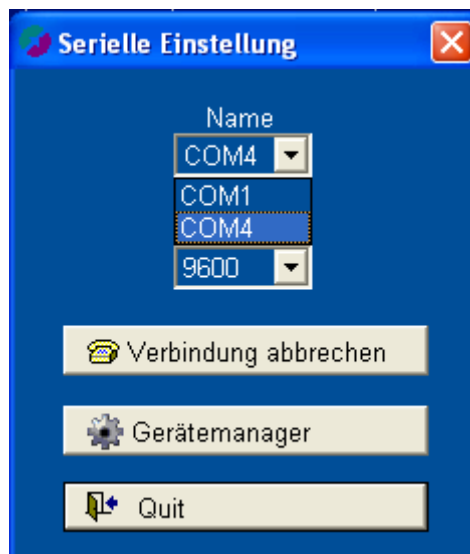 Serielle Einstellung
Name
COM4
COM1
COM4
9600
Verbindung abbrechen
Gerätemanager
Quit